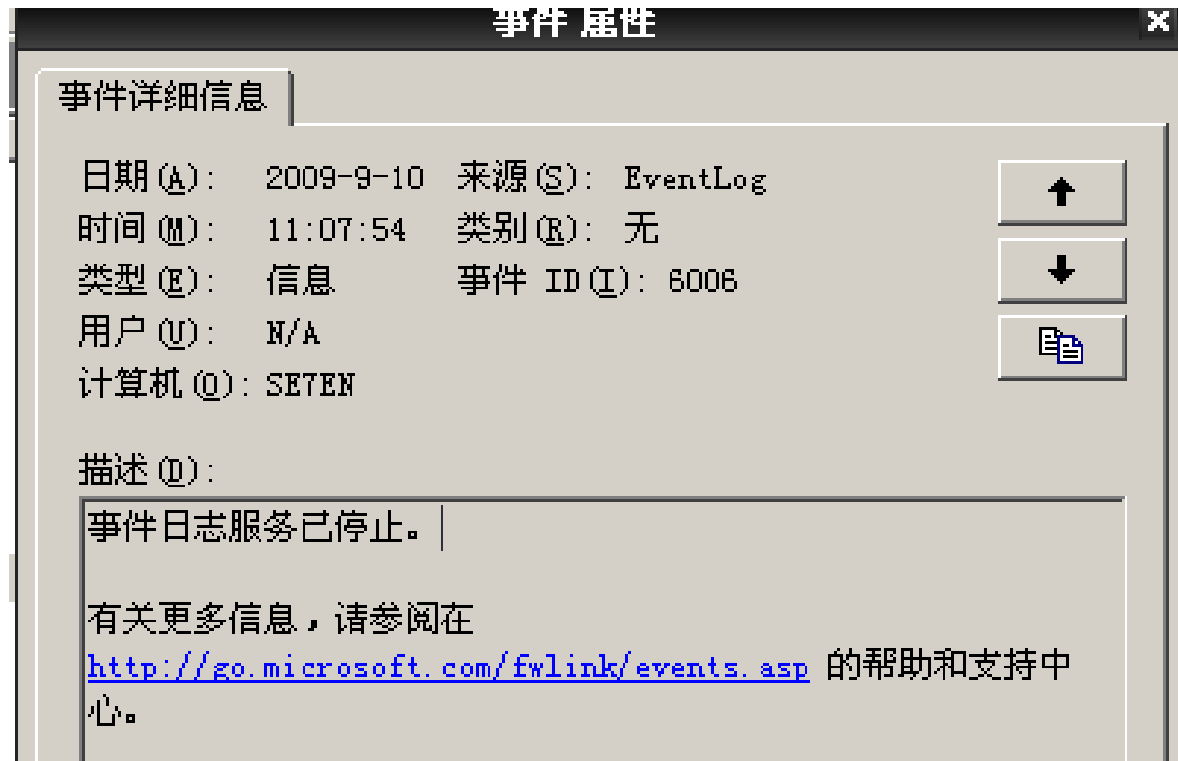 事件 属性
事件详细信息
日期(A): 2009-9-10 来源(S): EventLog
时间(M): 11:07:54 类别(R): 无
类型(E): 信息 事件 ID(I): 6006
用户(U): N/A
计算机(O): SE7EN
描述(D):
事件日志服务已停止。
有关更多信息，请参阅在
http://go.microsoft.com/fwlink/events.asp 的帮助和支持中
心。